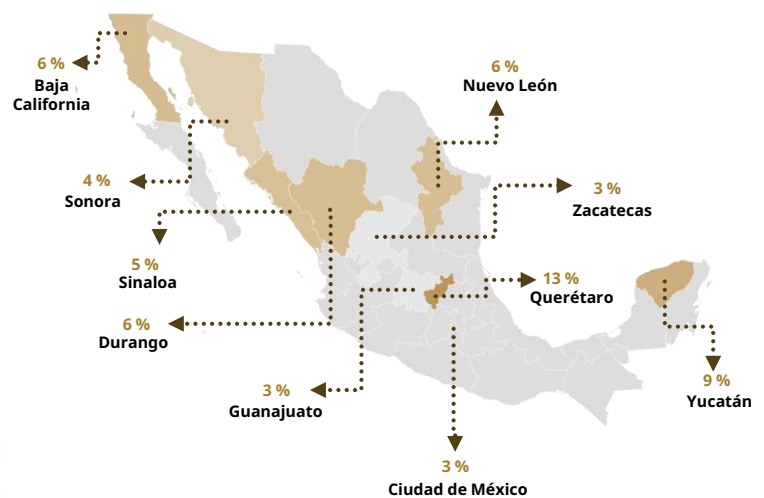 6 %
Baja
California
6 %
Nuevo León
4 %
Sonora
3 %
Zacatecas
5 %
Sinaloa
13 %
Querétaro
6 %
Durango
3 %
Guanajuato
9 %
Yucatán
3 %
Ciudad de México